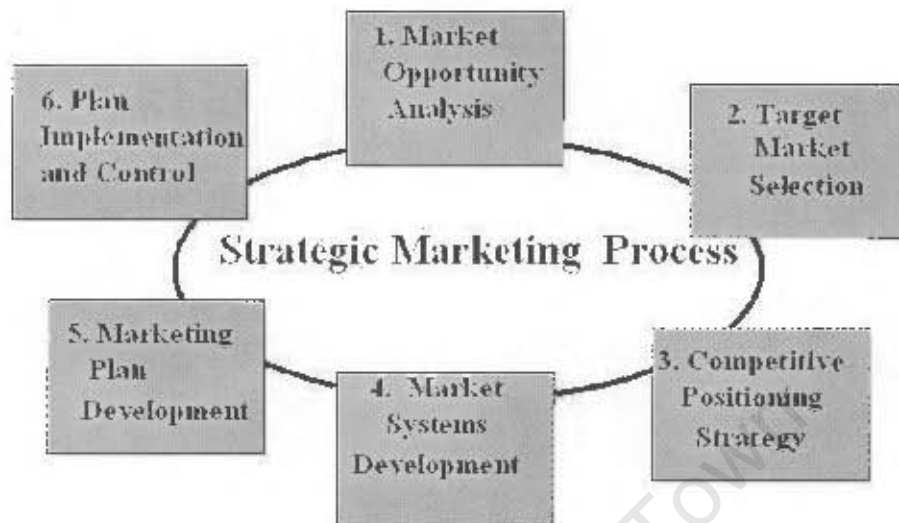 1. Market
Opportunity
Analysis
2. Target
Market
Selection
3. Competitive
Positioning
Strategy
4. Market
Systems
Development
5. Marketing
Plan
Development
6. Plan
Implementation
and Control
Strategic Marketing Process
Town